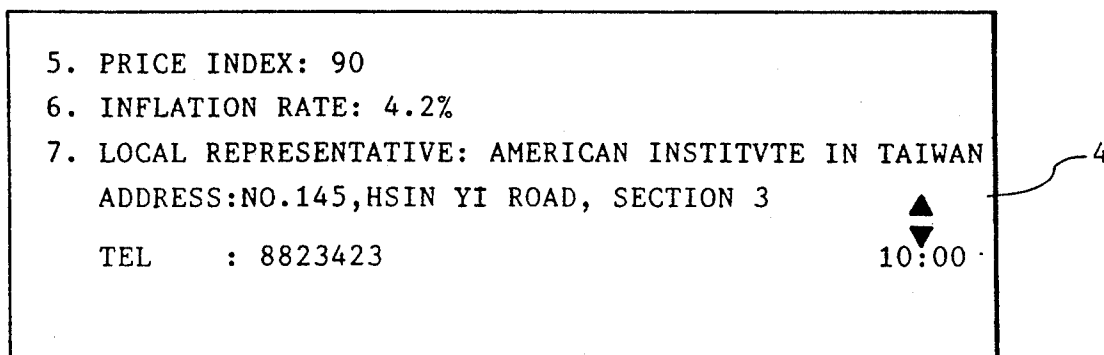 5. PRICE INDEX: 90
6. INFLATION RATE: 4.2%
7. LOCAL REPRESENTATIVE: AMERICAN INSTITVTE IN TAIWAN
4
ADDRESS:NO.145,HSIN YI ROAD, SECTION 3
TEL : 8823423 10:00